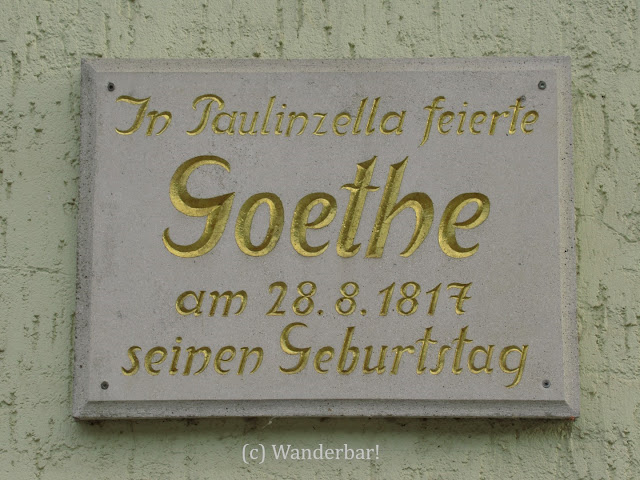 In Paulinzella feierte
Goethe
am 28.8.1817
seinen Geburtstag
(c) Wanderbar!